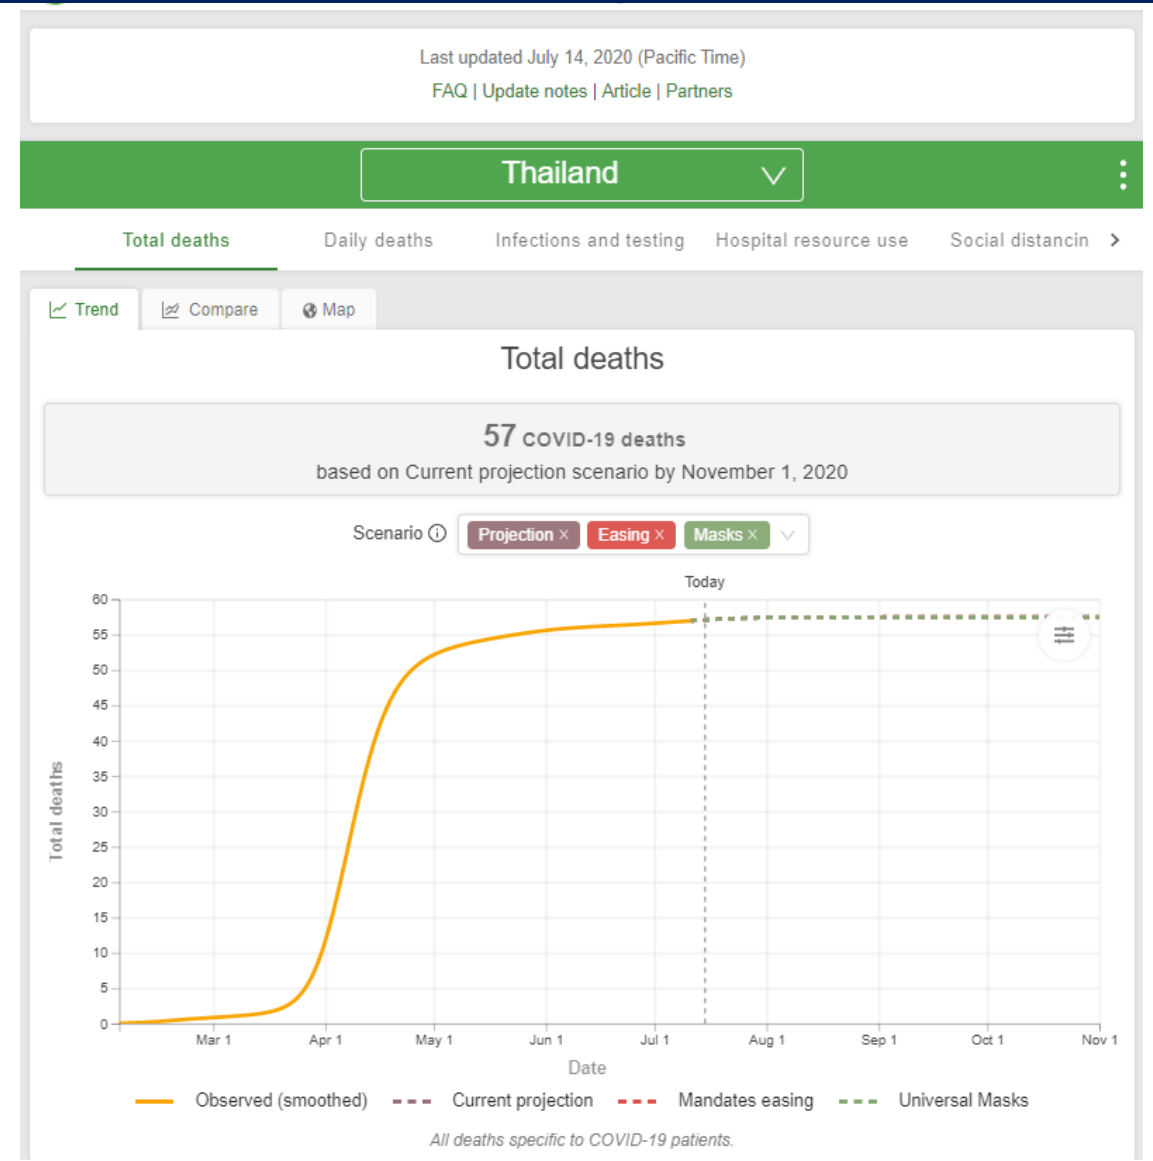 Last updated July 14, 2020 (Pacific Time)
FAQ | Update notes | Article | Partners
Thailand
Total deaths Daily deaths Infections and testing Hospital resource use Social distancin
Trend Compare Map
Total deaths
57 COVID-19 deaths
based on Current projection scenario by November 1, 2020
Scenario Projection × Easing × Masks ×
Today
60
55
50
45
40
35
30
25
20
15
10
5
0
Total deaths
Mar 1 Apr 1 May 1 Jun 1 Jul 1 Aug 1 Sep 1 Oct 1 Nov 1
Date
Observed (smoothed) Current projection Mandates easing Universal Masks
All deaths specific to COVID-19 patients.